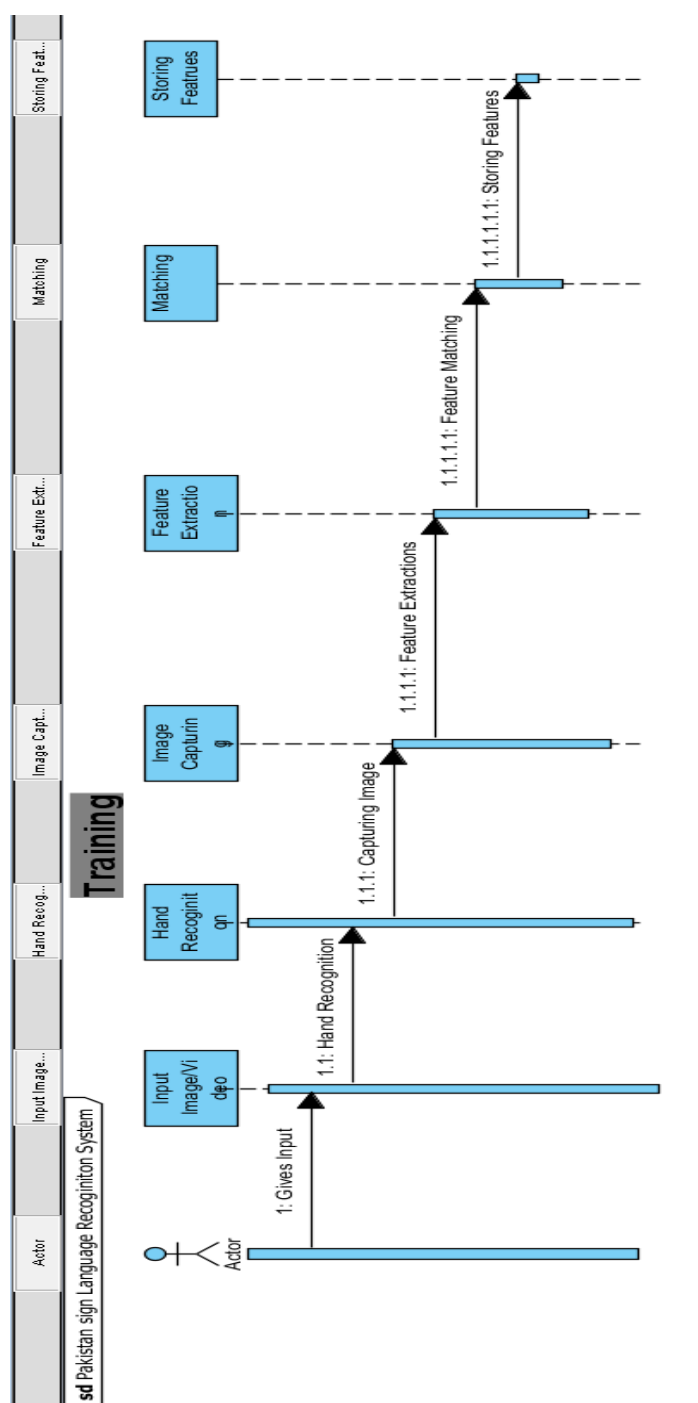 Actor
Input Image...
Hand Recog...
Image Capt...
Feature Extr...
Matching
Storing Feat...
sd Pakistan sign Language Recoginiton System
Training
Actor
Input
Image/Vi
deo
Hand
Recoginit
on
Image
Capturin
g
Feature
Extractio
n
Matching
Storing
Featrues
1: Gives Input
1.1: Hand Recognition
1.1.1: Capturing Image
1.1.1.1: Feature Extractions
1.1.1.1.1: Feature Matching
1.1.1.1.1.1: Storing Features